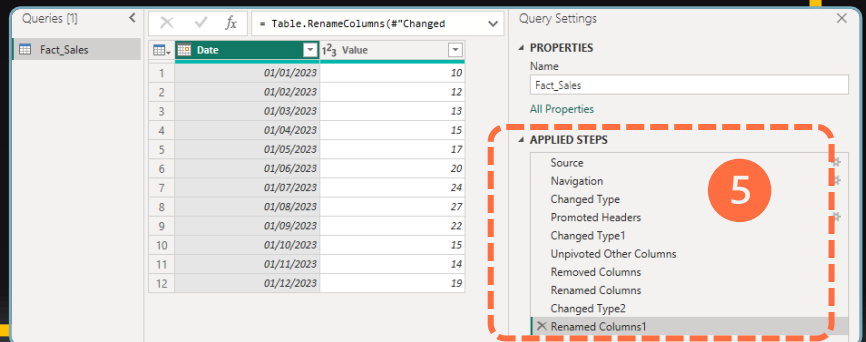 Queries [1]
Fact_Sales
fx = Table.RenameColumns(#"Changed
Date 1²3 Value
1 01/01/2023 10
2 01/02/2023 12
3 01/03/2023 13
4 01/04/2023 15
5 01/05/2023 17
6 01/06/2023 20
7 01/07/2023 24
8 01/08/2023 27
9 01/09/2023 22
10 01/10/2023 15
11 01/11/2023 14
12 01/12/2023 19
Query Settings
PROPERTIES
Name
Fact_Sales
All Properties
APPLIED STEPS
Source
Navigation
Changed Type
Promoted Headers
Changed Type1
Unpivoted Other Columns
Removed Columns
Renamed Columns
Changed Type2
Renamed Columns1
5